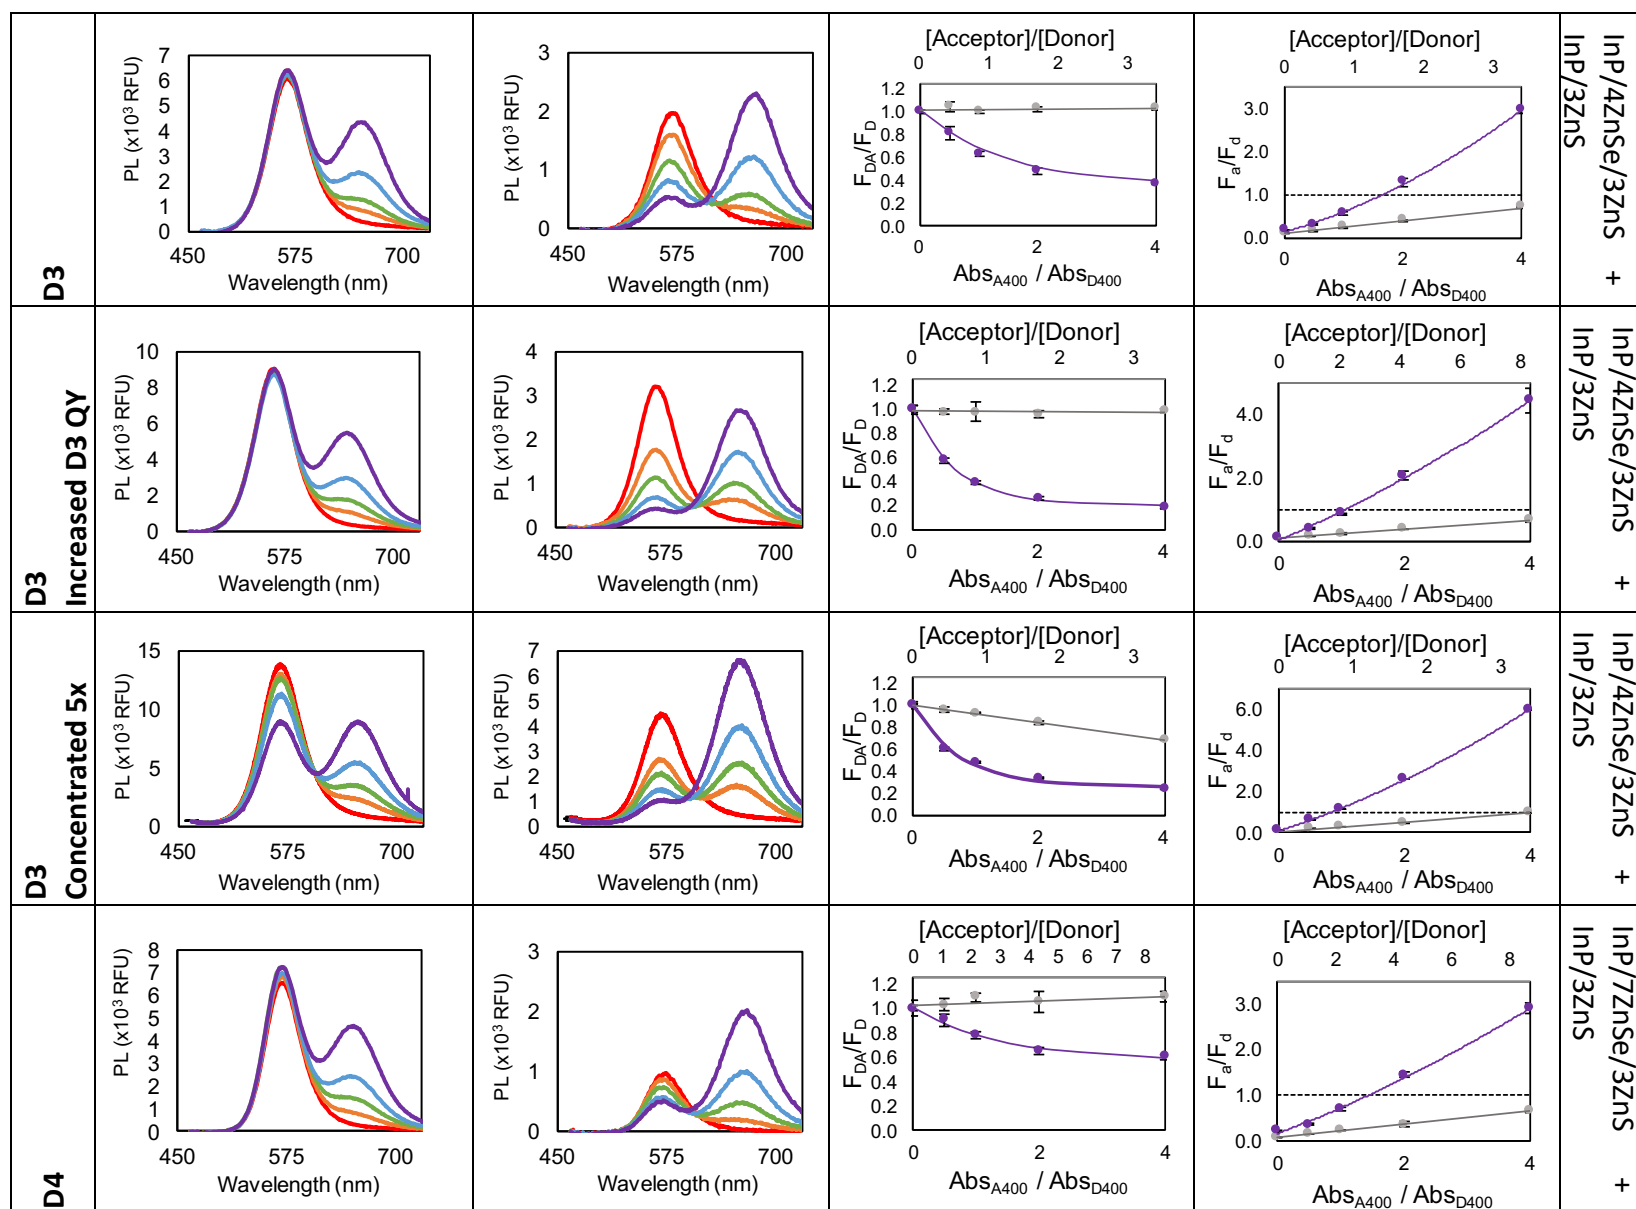 D3
7
6
5
4
3
2
1
0
PL (x10³ RFU)
450 575 700
Wavelength (nm)
3
2
1
0
PL (x10³ RFU)
450 575 700
Wavelength (nm)
[Acceptor]/[Donor]
0 1 2 3
1.2
1.0
0.8
0.6
0.4
0.2
0.0
F_DA/F_D
0 2 4
Abs_A400 / Abs_D400
[Acceptor]/[Donor]
0 1 2 3
3.0
2.0
1.0
0.0
F_a/F_d
0 2 4
Abs_A400 / Abs_D400
InP/4ZnSe/3ZnS +
InP/3ZnS
D3
Increased D3 QY
10
8
6
4
2
0
PL (x10³ RFU)
450 575 700
Wavelength (nm)
4
3
2
1
0
PL (x10³ RFU)
450 575 700
Wavelength (nm)
[Acceptor]/[Donor]
0 1 2 3
1.2
1.0
0.8
0.6
0.4
0.2
0.0
F_DA/F_D
0 2 4
Abs_A400 / Abs_D400
[Acceptor]/[Donor]
0 2 4 6 8
4.0
2.0
0.0
F_a/F_d
0 2 4
Abs_A400 / Abs_D400
InP/4ZnSe/3ZnS +
InP/3ZnS
D3
Concentrated 5x
15
10
5
0
PL (x10³ RFU)
450 575 700
Wavelength (nm)
7
6
5
4
3
2
1
0
PL (x10³ RFU)
450 575 700
Wavelength (nm)
[Acceptor]/[Donor]
0 1 2 3
1.2
1.0
0.8
0.6
0.4
0.2
0.0
F_DA/F_D
0 2 4
Abs_A400 / Abs_D400
[Acceptor]/[Donor]
0 1 2 3
6.0
4.0
2.0
0.0
F_a/F_d
0 2 4
Abs_A400 / Abs_D400
InP/4ZnSe/3ZnS +
InP/3ZnS
D4
8
7
6
5
4
3
2
1
0
PL (x10³ RFU)
450 575 700
Wavelength (nm)
3
2
1
0
PL (x10³ RFU)
450 575 700
Wavelength (nm)
[Acceptor]/[Donor]
0 1 2 3 4 5 6 7 8
1.2
1.0
0.8
0.6
0.4
0.2
0.0
F_DA/F_D
0 2 4
Abs_A400 / Abs_D400
[Acceptor]/[Donor]
0 2 4 6 8
3.0
2.0
1.0
0.0
F_a/F_d
0 2 4
Abs_A400 / Abs_D400
InP/7ZnSe/3ZnS +
InP/3ZnS